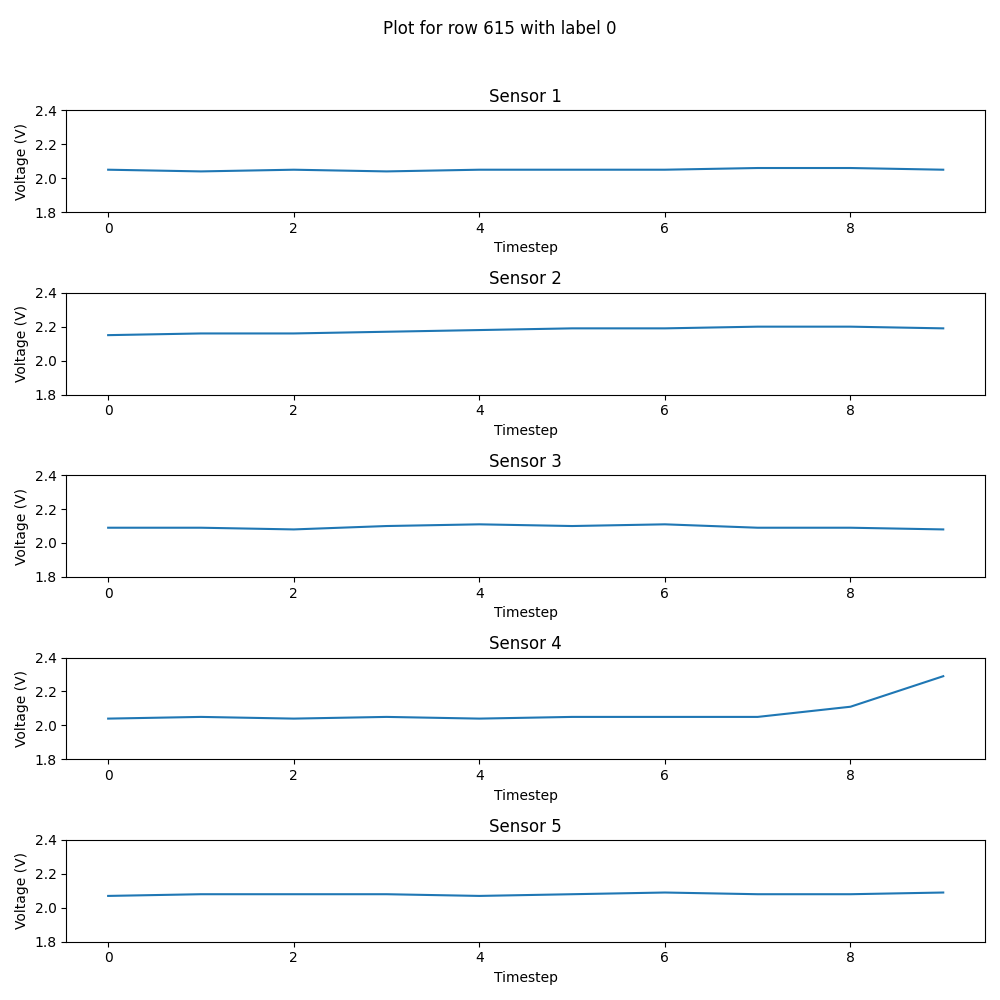 Plot for row 615 with label 0
Sensor 1
Voltage (V)
2.4
2.2
2.0
1.8
0 2 4 6 8
Timestep
Sensor 2
Voltage (V)
2.4
2.2
2.0
1.8
0 2 4 6 8
Timestep
Sensor 3
Voltage (V)
2.4
2.2
2.0
1.8
0 2 4 6 8
Timestep
Sensor 4
Voltage (V)
2.4
2.2
2.0
1.8
0 2 4 6 8
Timestep
Sensor 5
Voltage (V)
2.4
2.2
2.0
1.8
0 2 4 6 8
Timestep